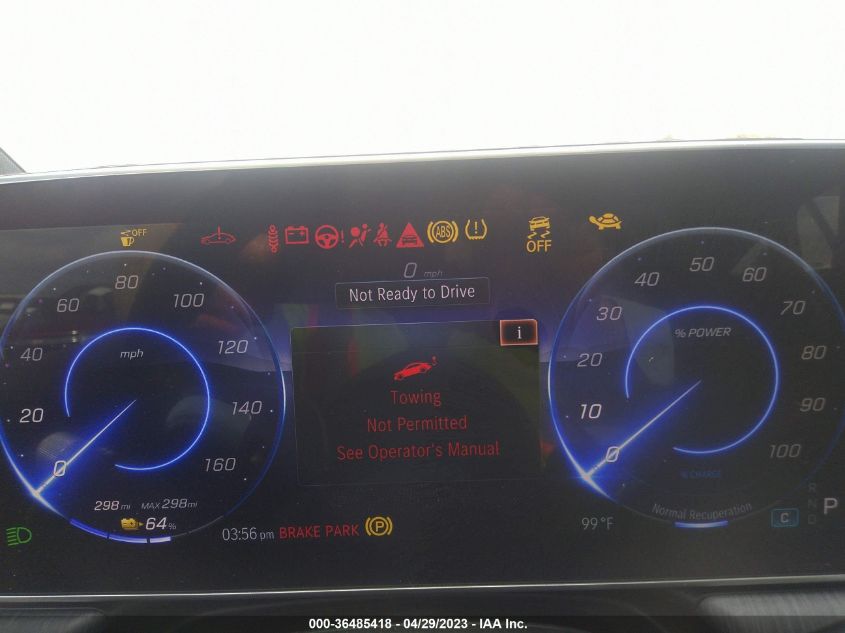 OFF
ABS
OFF
0 mph
Not Ready to Drive
i
Towing
Not Permitted
See Operator's Manual
0
20
40
60
80
100
120
140
160
mph
0
10
20
30
40
50
60
70
80
90
100
% POWER
% CHARGE
Normal Recuperation
298 mi MAX 298 mi
64 %
03:56 pm BRAKE PARK P
99 °F
C
R
N
D
P
000-36485418 - 04/29/2023 - IAA Inc.